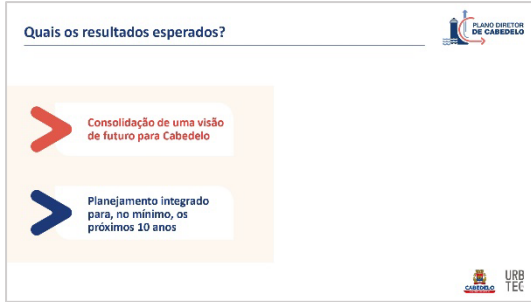 Quais os resultados esperados?
PLANO DIRETOR
DE CABEDELO
Consolidação de uma visão
de futuro para Cabedelo
Planejamento integrado
para, no mínimo, os
próximos 10 anos
CABEDELO
URB
TEC